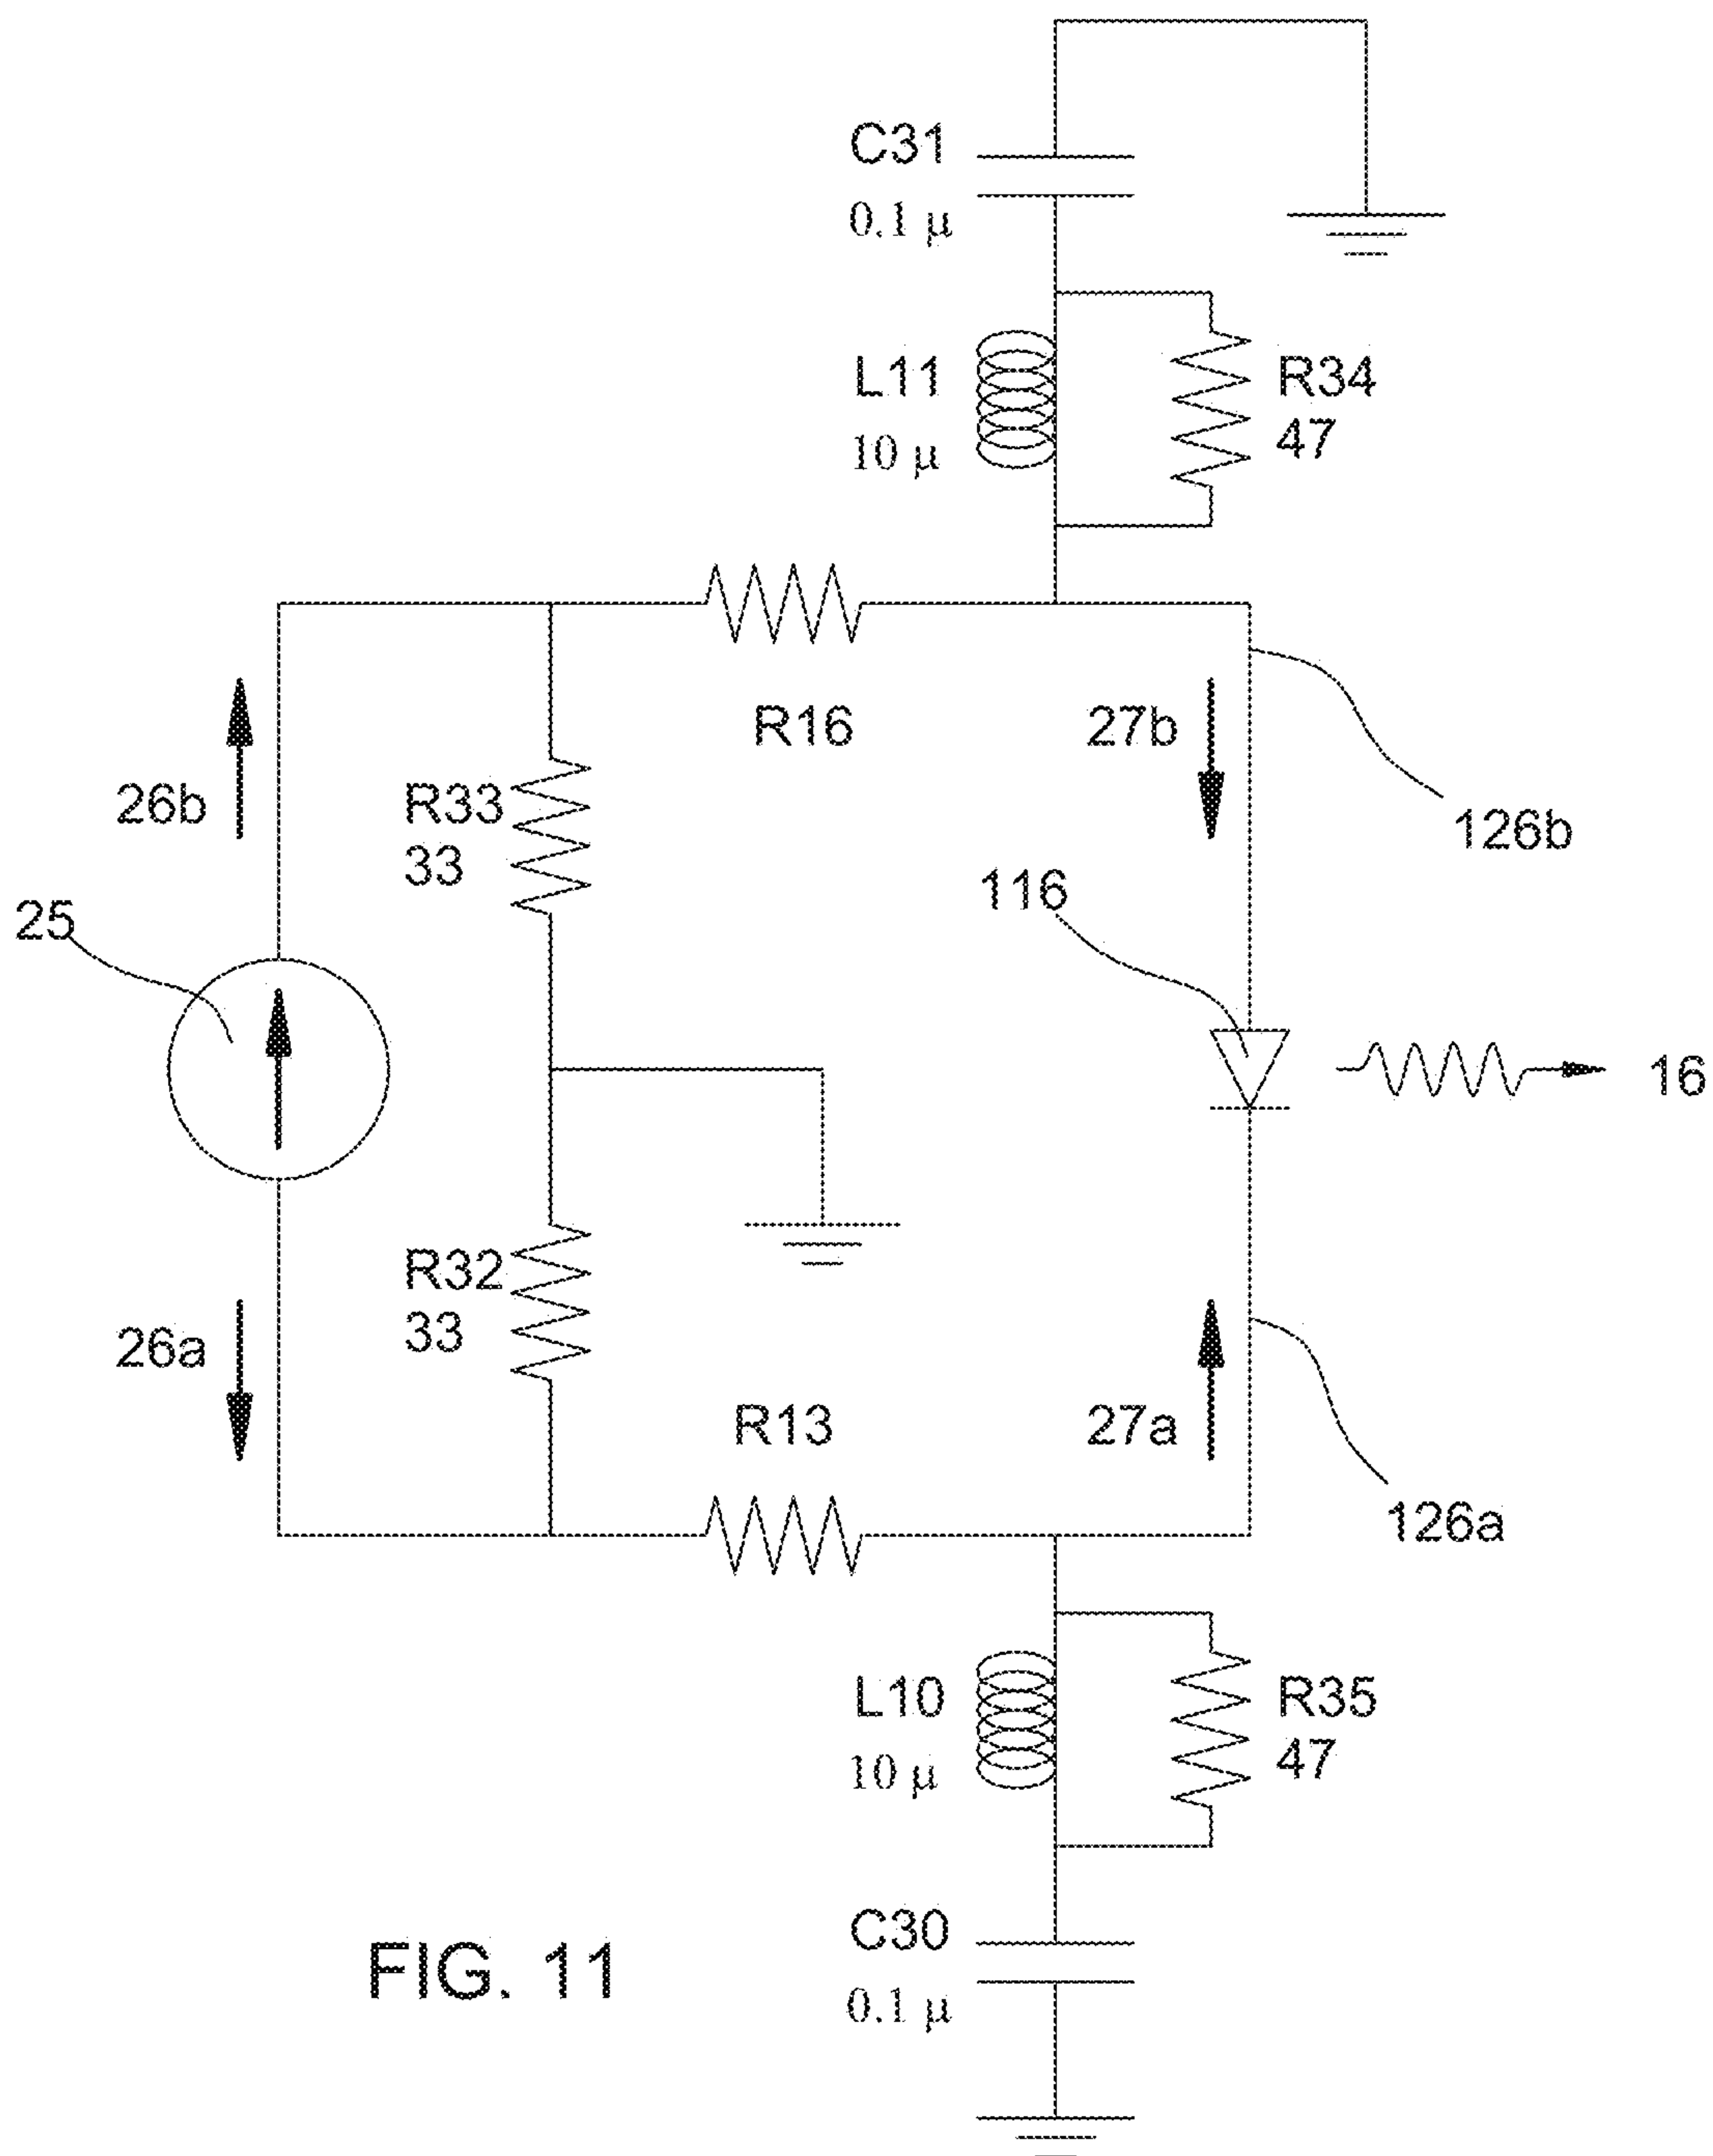 C31
0.1 μ
L11
10 μ
R34
47
R16
26b
R33
33
27b
126b
116
25
16
R32
33
26a
R13
27a
126a
L10
10 μ
R35
47
C30
0.1 μ
FIG. 11